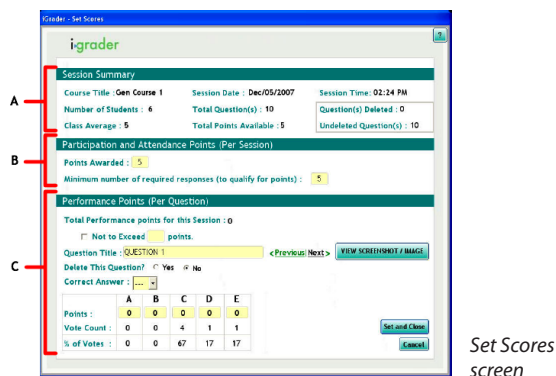 iGrader - Set Scores
?
i>grader
A
Session Summary
Course Title : Gen Course 1 Session Date : Dec/05/2007 Session Time: 02:24 PM
Number of Students : 6 Total Question(s) : 10 Question(s) Deleted : 0
Class Average : 5 Total Points Available : 5 Undeleted Question(s) : 10
B
Participation and Attendance Points (Per Session)
Points Awarded : 5
Minimum number of required responses (to qualify for points) : 5
C
Performance Points (Per Question)
Total Performance points for this Session : 0
Not to Exceed points.
Question Title : QUESTION 1 < Previous Next > VIEW SCREENSHOT / IMAGE
Delete This Question? Yes No
Correct Answer : ---
A B C D E
Points : 0 0 0 0 0
Vote Count : 0 0 4 1 1 Set and Close
% of Votes : 0 0 67 17 17 Cancel
Set Scores
screen